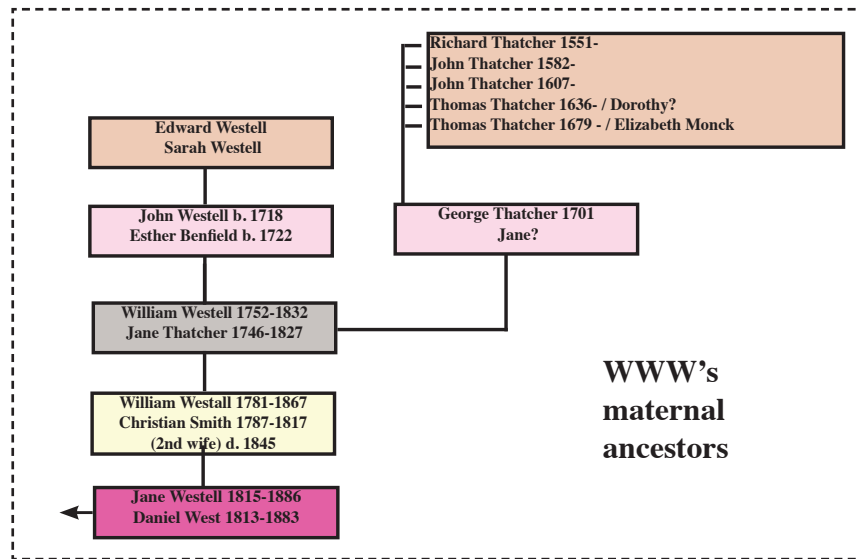 Richard Thatcher 1551-
John Thatcher 1582-
John Thatcher 1607-
Thomas Thatcher 1636- / Dorothy?
Thomas Thatcher 1679 - / Elizabeth Monck
Edward Westell
Sarah Westell
John Westell b. 1718
Esther Benfield b. 1722
George Thatcher 1701
Jane?
William Westell 1752-1832
Jane Thatcher 1746-1827
William Westall 1781-1867
Christian Smith 1787-1817
(2nd wife) d. 1845
WWW's
maternal
ancestors
Jane Westell 1815-1886
Daniel West 1813-1883